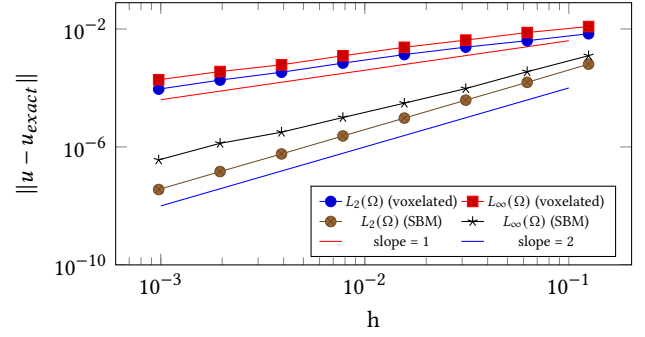 10⁻²
10⁻⁶
10⁻¹⁰
||u − u_exact||
L₂(Ω) (voxelated) L∞(Ω) (voxelated)
L₂(Ω) (SBM) L∞(Ω) (SBM)
slope = 1 slope = 2
10⁻³ 10⁻² 10⁻¹
h